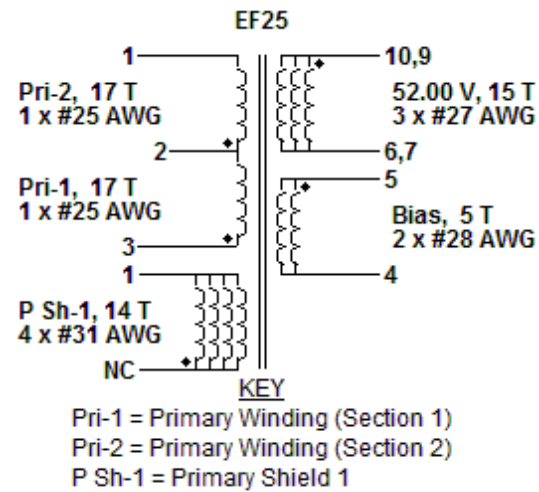 EF25
1
10,9
Pri-2, 17 T
1 x #25 AWG
52.00 V, 15 T
3 x #27 AWG
2
6,7
5
Pri-1, 17 T
1 x #25 AWG
Bias, 5 T
2 x #28 AWG
3
1
4
P Sh-1, 14 T
4 x #31 AWG
NC
KEY
Pri-1 = Primary Winding (Section 1)
Pri-2 = Primary Winding (Section 2)
P Sh-1 = Primary Shield 1